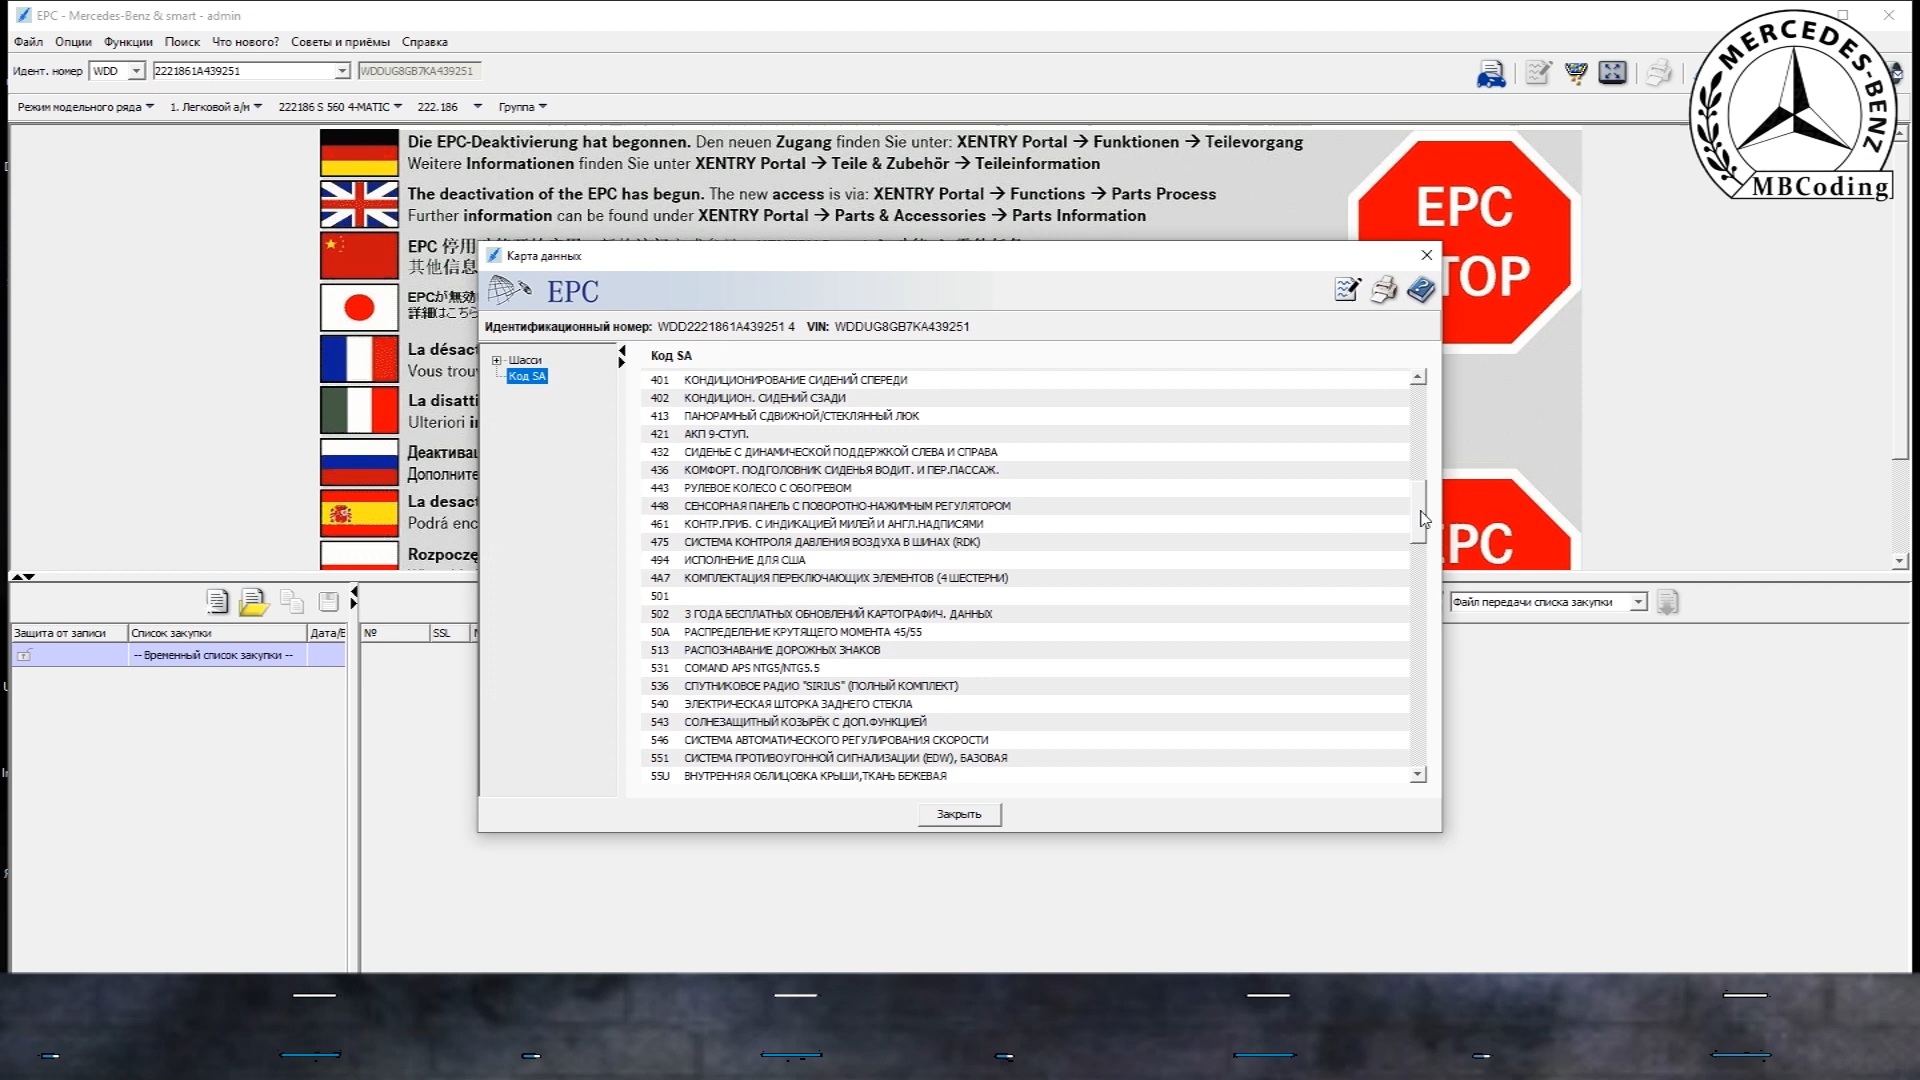 EPC - Mercedes-Benz & smart - admin
Файл Опции Функции Поиск Что нового? Советы и приёмы Справка
Идент. номер WDD 2221861A439251 WDDUG8GB7KA439251
Режим модельного ряда 1. Легковой а/м 222186 S 560 4-MATIC 222.186 Группа
MERCEDES-BENZ
MBCoding
Die EPC-Deaktivierung hat begonnen. Den neuen Zugang finden Sie unter: XENTRY Portal → Funktionen → Teilevorgang
Weitere Informationen finden Sie unter XENTRY Portal → Teile & Zubehör → Teileinformation
The deactivation of the EPC has begun. The new access is via: XENTRY Portal → Functions → Parts Process
Further information can be found under XENTRY Portal → Parts & Accessories → Parts Information
EPC 停用
其他信息
EPCが無効
詳細はこちら
La désact
Vous trou
La disatti
Ulteriori i
Деактивац
Дополните
La desact
Podrá enc
Rozpoczę
EPC
TOP
EPC
Карта данных
EPC
Идентификационный номер: WDD2221861A439251 4 VIN: WDDUG8GB7KA439251
Шасси
Код SA
Код SA
401 КОНДИЦИОНИРОВАНИЕ СИДЕНИЙ СПЕРЕДИ
402 КОНДИЦИОН. СИДЕНИЙ СЗАДИ
413 ПАНОРАМНЫЙ СДВИЖНОЙ/СТЕКЛЯННЫЙ ЛЮК
421 АКП 9-СТУП.
432 СИДЕНЬЕ С ДИНАМИЧЕСКОЙ ПОДДЕРЖКОЙ СЛЕВА И СПРАВА
436 КОМФОРТ. ПОДГОЛОВНИК СИДЕНЬЯ ВОДИТ. И ПЕР.ПАССАЖ.
443 РУЛЕВОЕ КОЛЕСО С ОБОГРЕВОМ
448 СЕНСОРНАЯ ПАНЕЛЬ С ПОВОРОТНО-НАЖИМНЫМ РЕГУЛЯТОРОМ
461 КОНТР.ПРИБ. С ИНДИКАЦИЕЙ МИЛЕЙ И АНГЛ.НАДПИСЯМИ
475 СИСТЕМА КОНТРОЛЯ ДАВЛЕНИЯ ВОЗДУХА В ШИНАХ (RDK)
494 ИСПОЛНЕНИЕ ДЛЯ США
4A7 КОМПЛЕКТАЦИЯ ПЕРЕКЛЮЧАЮЩИХ ЭЛЕМЕНТОВ (4 ШЕСТЕРНИ)
501
502 3 ГОДА БЕСПЛАТНЫХ ОБНОВЛЕНИЙ КАРТОГРАФИЧ. ДАННЫХ
50A РАСПРЕДЕЛЕНИЕ КРУТЯЩЕГО МОМЕНТА 45/55
513 РАСПОЗНАВАНИЕ ДОРОЖНЫХ ЗНАКОВ
531 COMAND APS NTG5/NTG5.5
536 СПУТНИКОВОЕ РАДИО "SIRIUS" (ПОЛНЫЙ КОМПЛЕКТ)
540 ЭЛЕКТРИЧЕСКАЯ ШТОРКА ЗАДНЕГО СТЕКЛА
543 СОЛНЕЗАЩИТНЫЙ КОЗЫРЁК С ДОП.ФУНКЦИЕЙ
546 СИСТЕМА АВТОМАТИЧЕСКОГО РЕГУЛИРОВАНИЯ СКОРОСТИ
551 СИСТЕМА ПРОТИВОУГОННОЙ СИГНАЛИЗАЦИИ (EDW), БАЗОВАЯ
55U ВНУТРЕННЯЯ ОБЛИЦОВКА КРЫШИ,ТКАНЬ БЕЖЕВАЯ
Закрыть
Файл передачи списка закупки
Защита от записи Список закупки Дата/В № SSL
-- Временный список закупки --